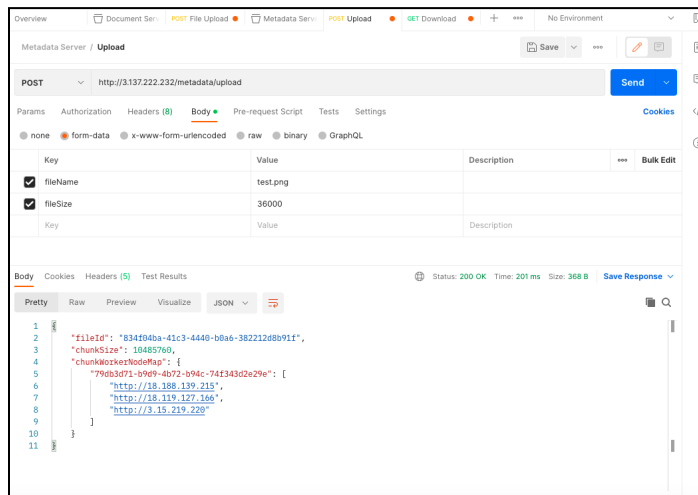 Overview Document Serv POST File Upload Metadata Serve POST Upload GET Download + No Environment
Metadata Server / Upload Save
POST http://3.137.222.232/metadata/upload Send
Params Authorization Headers (8) Body Pre-request Script Tests Settings Cookies
none form-data x-www-form-urlencoded raw binary GraphQL
Key Value Description Bulk Edit
fileName test.png
fileSize 36000
Key Value Description
Body Cookies Headers (5) Test Results Status: 200 OK Time: 201 ms Size: 368 B Save Response
Pretty Raw Preview Visualize JSON
1 {
2 "fileId": "834f04ba-41c3-4440-b0a6-382212d8b91f",
3 "chunkSize": 10485760,
4 "chunkWorkerNodeMap": {
5 "79db3d71-b9d9-4b72-b94c-74f343d2e29e": [
6 "http://18.188.139.215",
7 "http://18.119.127.166",
8 "http://3.15.219.220"
9 ]
10 }
11 }